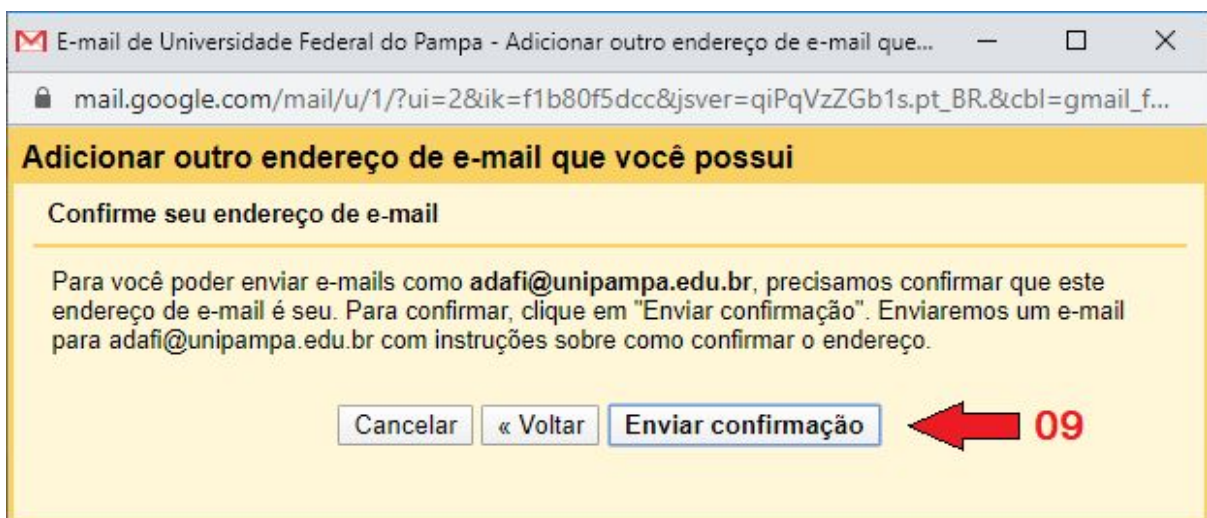 E-mail de Universidade Federal do Pampa - Adicionar outro endereço de e-mail que...
mail.google.com/mail/u/1/?ui=2&ik=f1b80f5dcc&jsver=qiPqVzZGb1s.pt_BR.&cbl=gmail_f...
Adicionar outro endereço de e-mail que você possui
Confirme seu endereço de e-mail
Para você poder enviar e-mails como adafi@unipampa.edu.br, precisamos confirmar que este
endereço de e-mail é seu. Para confirmar, clique em "Enviar confirmação". Enviaremos um e-mail
para adafi@unipampa.edu.br com instruções sobre como confirmar o endereço.
Cancelar « Voltar Enviar confirmação 09